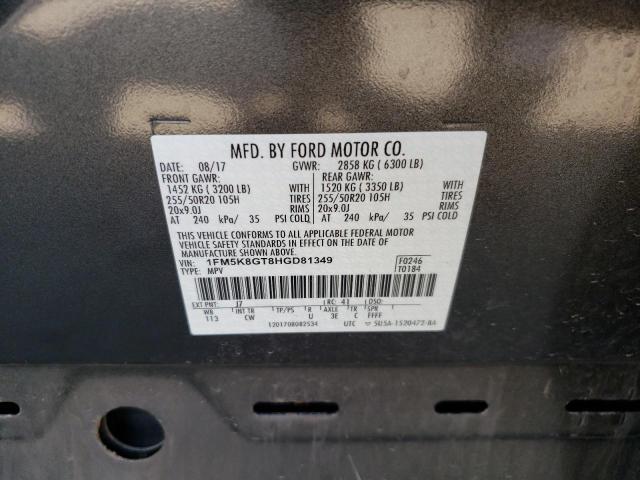 MFD. BY FORD MOTOR CO.
DATE: 08/17 GVWR: 2858 KG ( 6300 LB)
FRONT GAWR: REAR GAWR:
1452 KG ( 3200 LB) WITH 1520 KG ( 3350 LB) WITH
255/50R20 105H TIRES 255/50R20 105H TIRES
20x9.0J RIMS 20x9.0J RIMS
AT 240 kPa/ 35 PSI COLD AT 240 kPa/ 35 PSI COLD
THIS VEHICLE CONFORMS TO ALL APPLICABLE FEDERAL MOTOR
VEHICLE SAFETY STANDARDS IN EFFECT ON THE DATE OF
MANUFACTURE SHOWN ABOVE.
VIN: 1FM5K8GT8HGD81349 F0246
TYPE: MPV T0184
EXT PNT: J7 RC: 41 DSO:
WB INT TR TP/PS R AXLE TR SPR
113 CW U 3E C FFFF
1201708082534 UTC 5U5A-1520472-BA